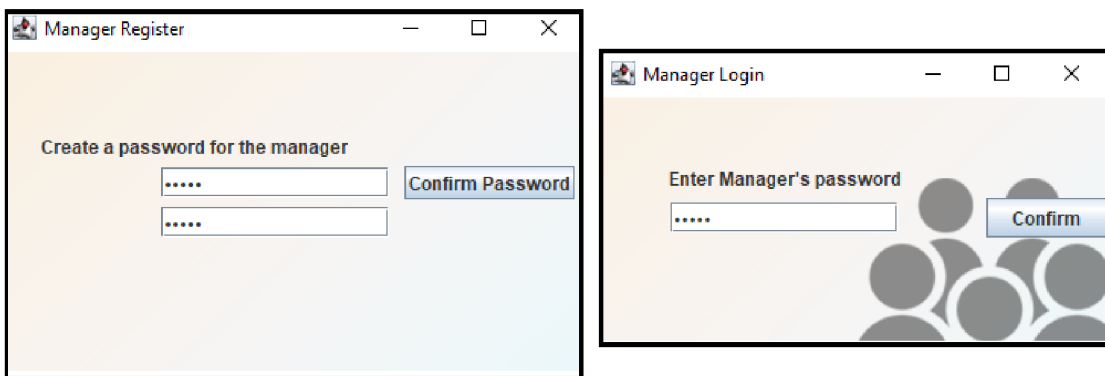 Manager Register
Create a password for the manager
•••••
Confirm Password
•••••
Manager Login
Enter Manager's password
•••••
Confirm